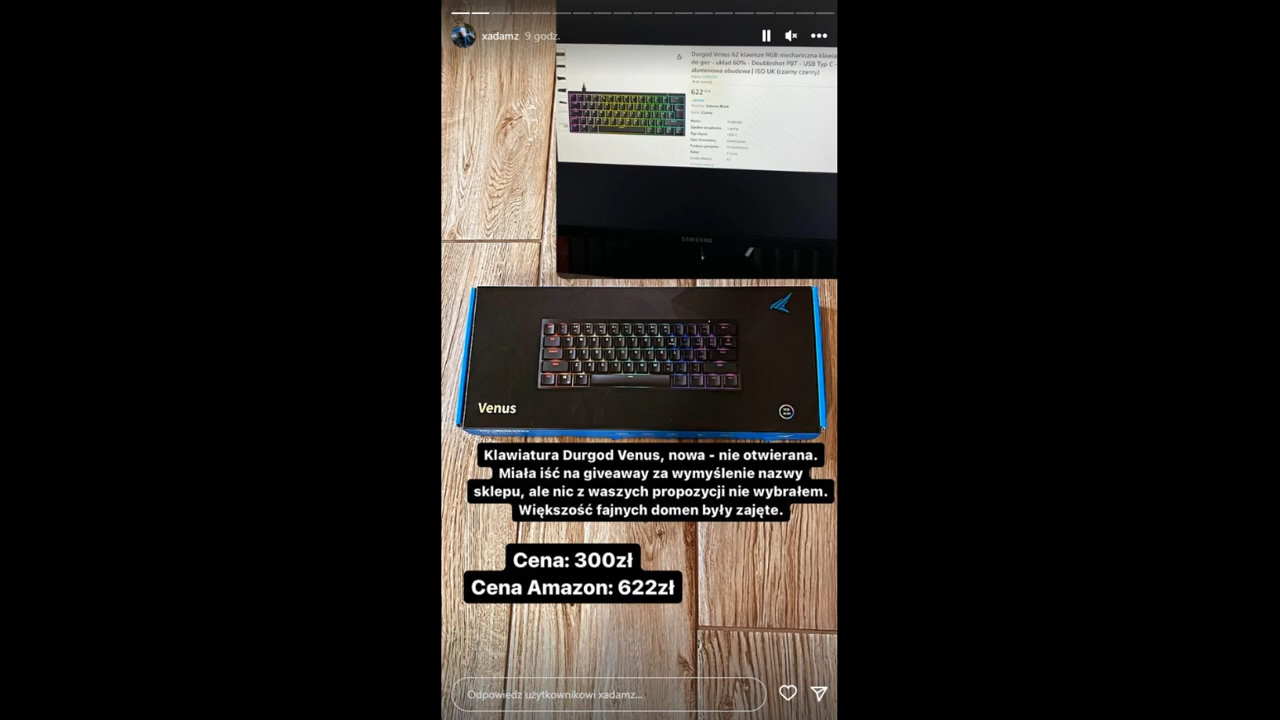 xadamz 9 godz.
Durgod Venus 62 klawisze RGB mechaniczna klawia
do gier - układ 60% - Doubleshot PBT - USB Typ C -
aluminiowa obudowa | ISO UK (czarny czarny)
622
SAMSUNG
Venus
Klawiatura Durgod Venus, nowa - nie otwierana.
Miała iść na giveaway za wymyślenie nazwy
sklepu, ale nic z waszych propozycji nie wybrałem.
Większość fajnych domen były zajęte.
Cena: 300zł
Cena Amazon: 622zł
Odpowiedz użytkownikowi xadamz...